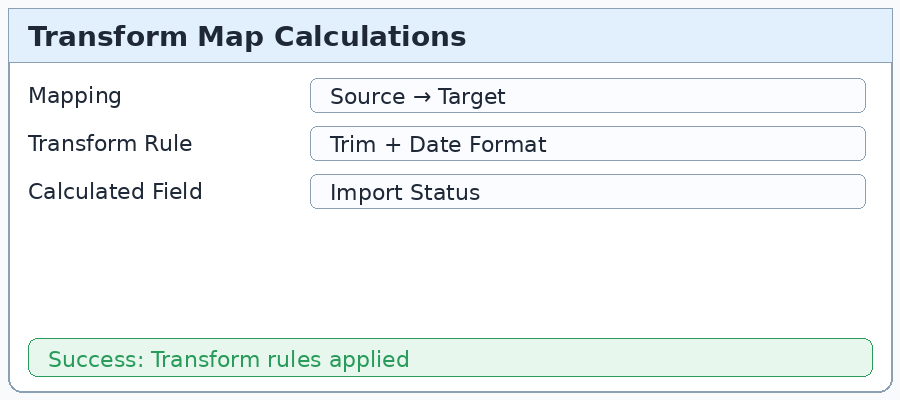 Transform Map Calculations
Mapping
Source → Target
Transform Rule
Trim + Date Format
Calculated Field
Import Status
Success: Transform rules applied